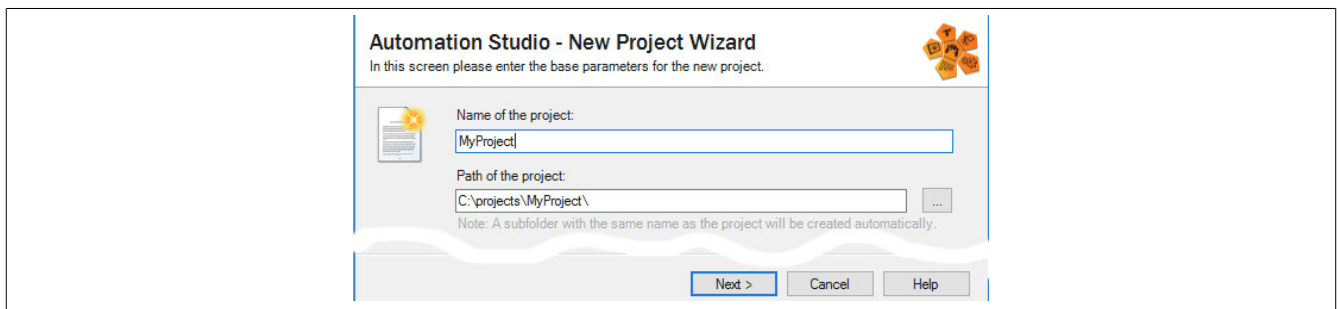 Automation Studio - New Project Wizard
In this screen please enter the base parameters for the new project.
Name of the project:
MyProject
Path of the project:
C:\projects\MyProject\
...
Note: A subfolder with the same name as the project will be created automatically.
Next >
Cancel
Help